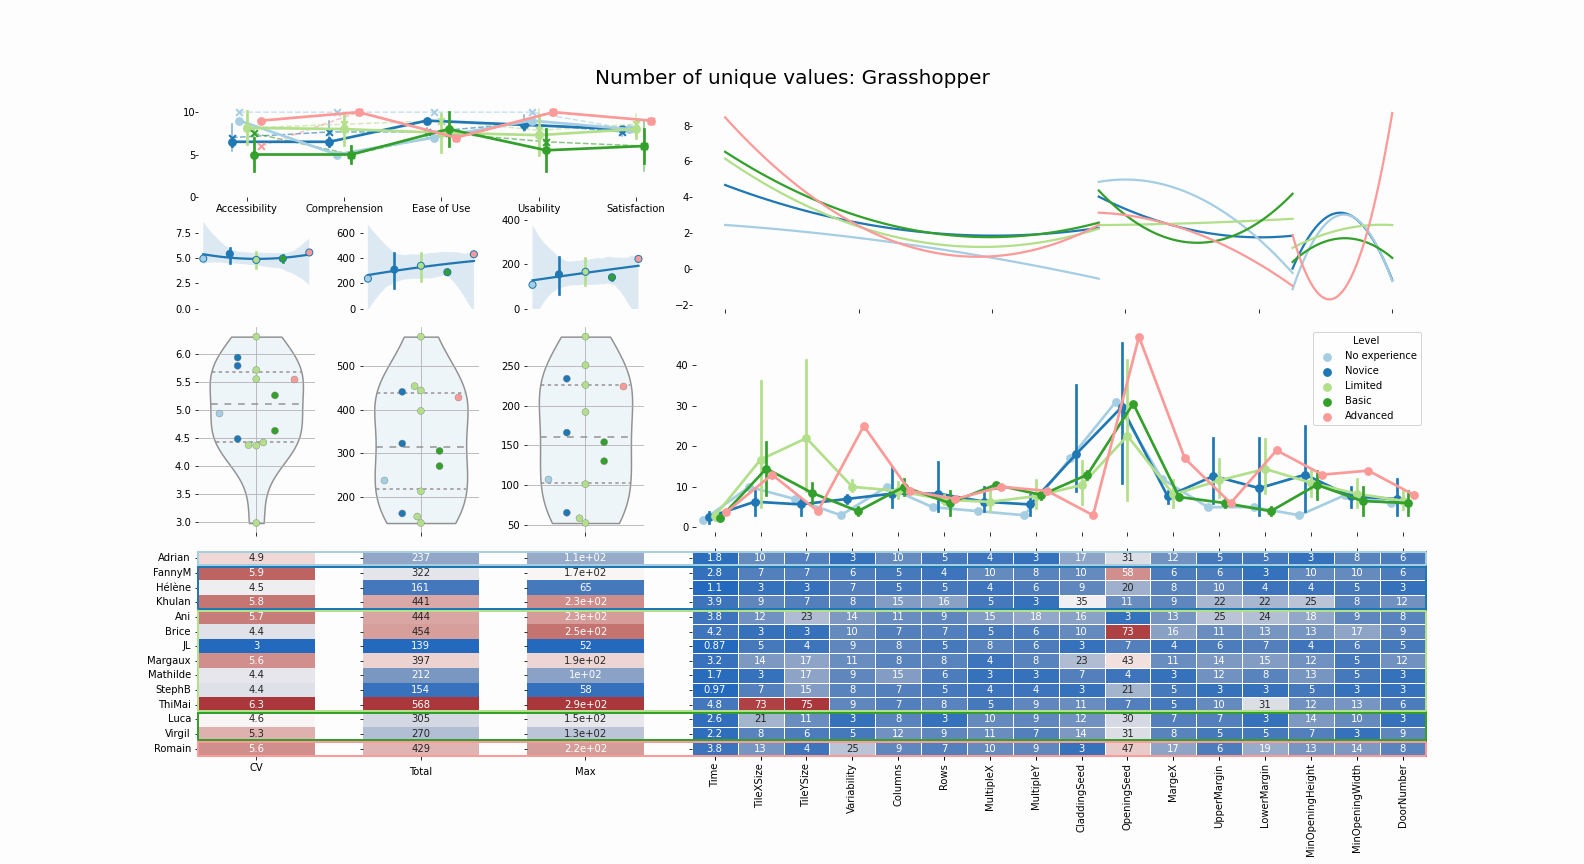 Number of unique values: Grasshopper
10
5
0
Accessibility Comprehension Ease of Use Usability Satisfaction
8
6
4
2
0
−2
7.5
5.0
2.5
0.0
600
400
200
0
400
200
0
6.0
5.5
5.0
4.5
4.0
3.5
3.0
500
400
300
200
250
200
150
100
50
40
30
20
10
0
Level
No experience
Novice
Limited
Basic
Advanced
Adrian 4.9 237 1.1e+02 1.8 10 7 3 10 5 4 3 17 31 12 5 5 3 8 6
FannyM 5.9 322 1.7e+02 2.8 7 7 6 5 4 10 8 10 58 6 6 3 10 10 6
Hélène 4.5 161 65 1.1 3 3 7 5 5 4 6 9 20 8 10 4 4 5 3
Khulan 5.8 441 2.3e+02 3.9 9 7 8 15 16 5 3 35 11 9 22 22 25 8 12
Ani 5.7 444 2.3e+02 3.8 12 23 14 11 9 15 18 16 3 13 25 24 18 9 8
Brice 4.4 454 2.5e+02 4.2 3 3 10 7 7 5 6 10 73 16 11 13 13 17 9
JL 3 139 52 0.87 5 4 9 8 5 8 6 3 7 4 6 7 4 6 5
Margaux 5.6 397 1.9e+02 3.2 14 17 11 8 8 4 8 23 43 11 14 15 12 5 12
Mathilde 4.4 212 1e+02 1.7 3 17 9 15 6 3 3 7 4 3 12 8 13 5 3
StephB 4.4 154 58 0.97 7 15 8 7 5 4 4 3 21 5 3 3 5 3 3
ThiMai 6.3 568 2.9e+02 4.8 73 75 9 7 8 5 9 11 7 5 10 31 12 13 6
Luca 4.6 305 1.5e+02 2.6 21 11 3 8 3 10 9 12 30 7 7 3 14 10 3
Virgil 5.3 270 1.3e+02 2.2 8 6 5 12 9 11 7 14 31 8 5 5 7 3 9
Romain 5.6 429 2.2e+02 3.8 13 4 25 9 7 10 9 3 47 17 6 19 13 14 8
CV Total Max
Time
TileXSize
TileYSize
Variability
Columns
Rows
MultipleX
MultipleY
CladdingSeed
OpeningSeed
MargeX
UpperMargin
LowerMargin
MinOpeningHeight
MinOpeningWidth
DoorNumber